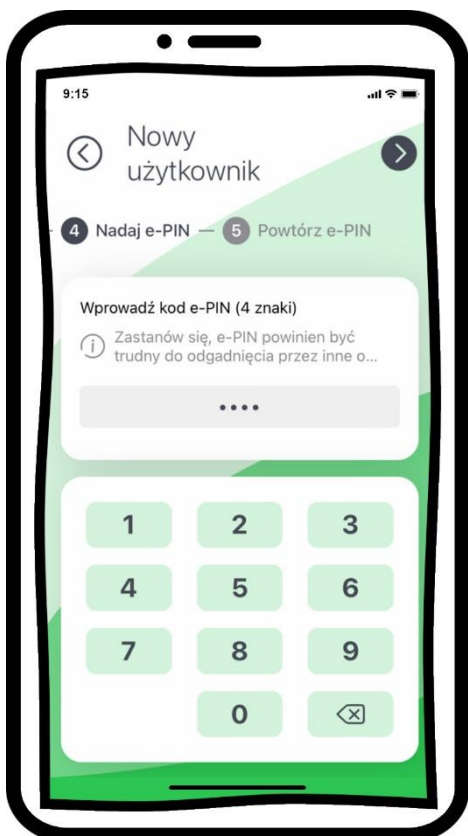 9:15
Nowy
użytkownik
4 Nadaj e-PIN — 5 Powtórz e-PIN
Wprowadź kod e-PIN (4 znaki)
Zastanów się, e-PIN powinien być
trudny do odgadnięcia przez inne o...
••••
1 2 3
4 5 6
7 8 9
0